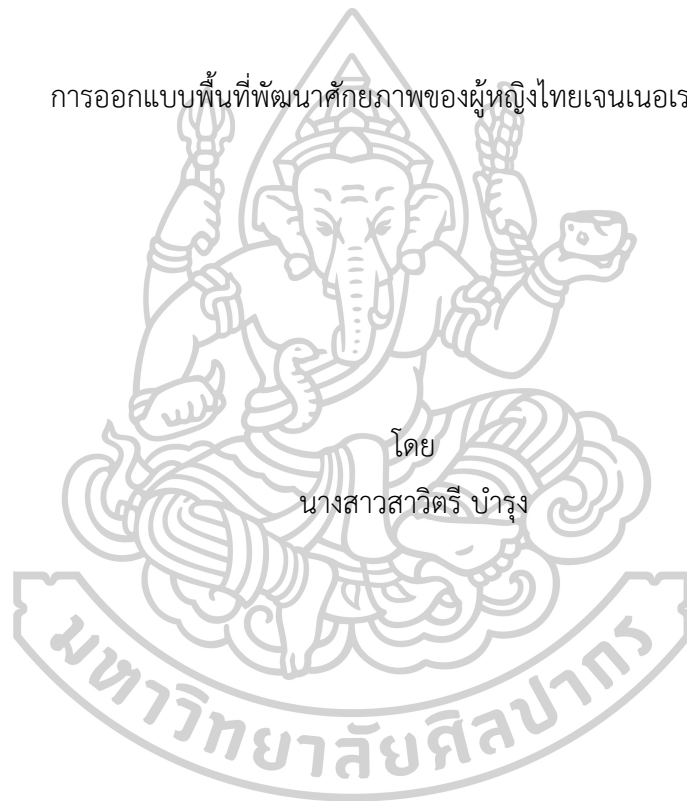 การออกแบบพื้นที่พัฒนาศักยภาพของผู้หญิงไทยเจนเนอเร
โดย
นางสาวสาวิตรี บำรุง
มหาวิทยาลัยศิลปากร